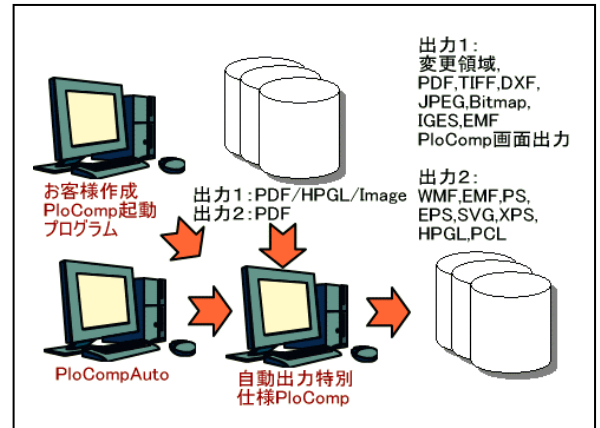 出力1:
変更領域,
PDF,TIFF,DXF,
JPEG,Bitmap,
IGES,EMF
PloComp画面出力
出力2:
WMF,EMF,PS,
EPS,SVG,XPS,
HPGL,PCL
お客様作成
PloComp起動
プログラム
出力1:PDF/HPGL/Image
出力2:PDF
PloCompAuto
自動出力特別
仕様PloComp